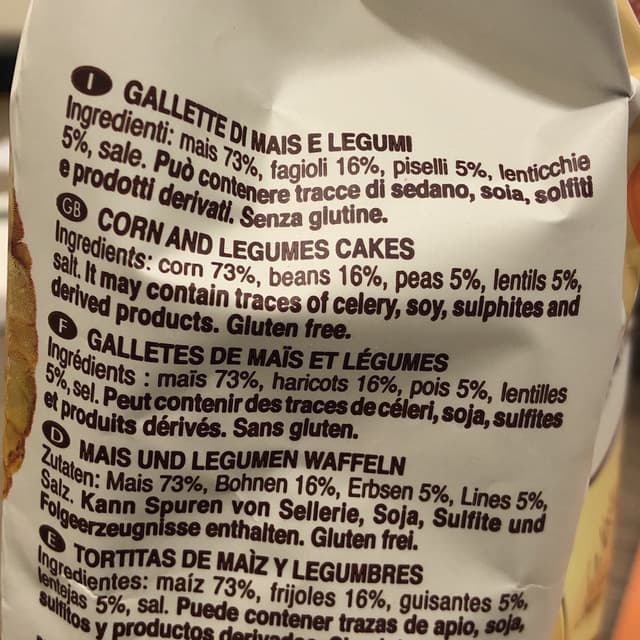 I GALLETTE DI MAIS E LEGUMI
Ingredienti: mais 73%, fagioli 16%, piselli 5%, lenticchie
5%, sale. Può contenere tracce di sedano, soia, solfiti
e prodotti derivati. Senza glutine.
GB CORN AND LEGUMES CAKES
Ingredients: corn 73%, beans 16%, peas 5%, lentils 5%,
salt. It may contain traces of celery, soy, sulphites and
derived products. Gluten free.
F GALLETES DE MAÏS ET LÉGUMES
Ingrédients : maïs 73%, haricots 16%, pois 5%, lentilles
5%, sel. Peut contenir des traces de céleri, soja, sulfites
et produits dérivés. Sans gluten.
D MAIS UND LEGUMEN WAFFELN
Zutaten: Mais 73%, Bohnen 16%, Erbsen 5%, Lines 5%,
Salz. Kann Spuren von Sellerie, Soja, Sulfite und
Folgeerzeugnisse enthalten. Gluten frei.
E TORTITAS DE MAÌZ Y LEGUMBRES
Ingredientes: maíz 73%, frijoles 16%, guisantes 5%,
lentejas 5%, sal. Puede contener trazas de apio, soja,
sulfitos y productos